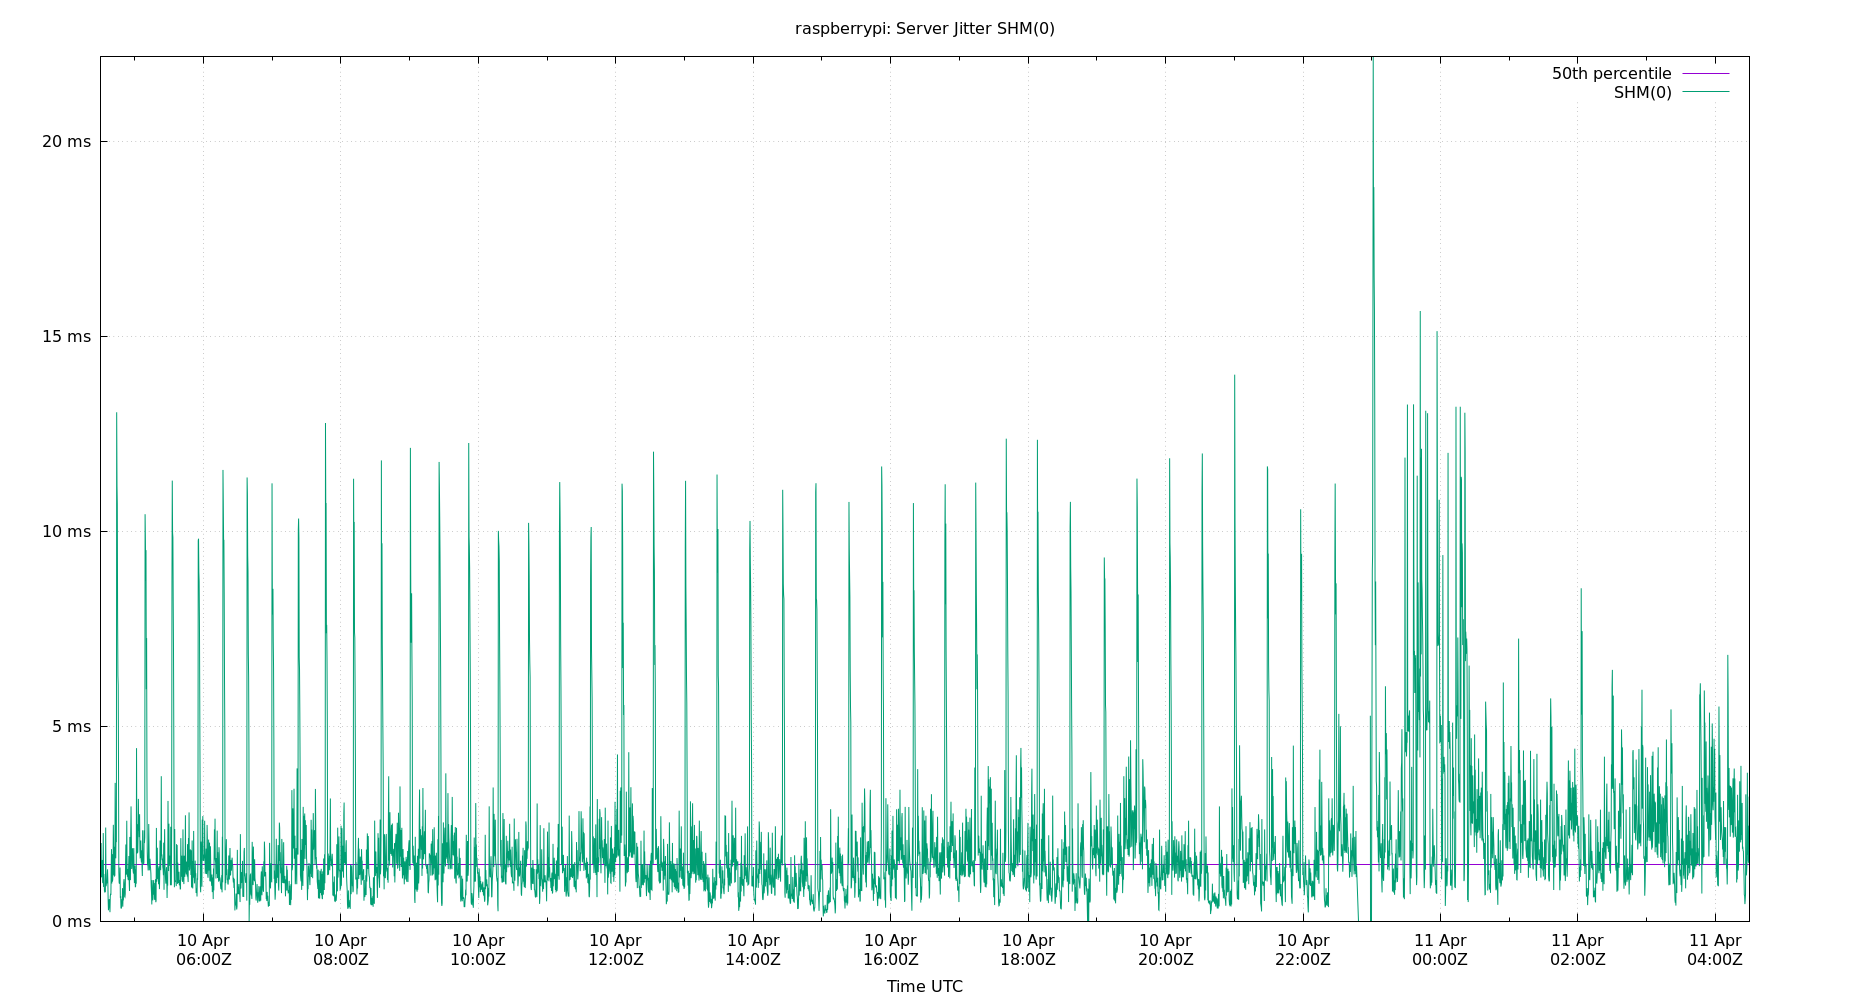 raspberrypi: Server Jitter SHM(0)
50th percentile
SHM(0)
20 ms
15 ms
10 ms
5 ms
0 ms
10 Apr 10 Apr 10 Apr 10 Apr 10 Apr 10 Apr 10 Apr 10 Apr 10 Apr 11 Apr 11 Apr 11 Apr
06:00Z 08:00Z 10:00Z 12:00Z 14:00Z 16:00Z 18:00Z 20:00Z 22:00Z 00:00Z 02:00Z 04:00Z
Time UTC